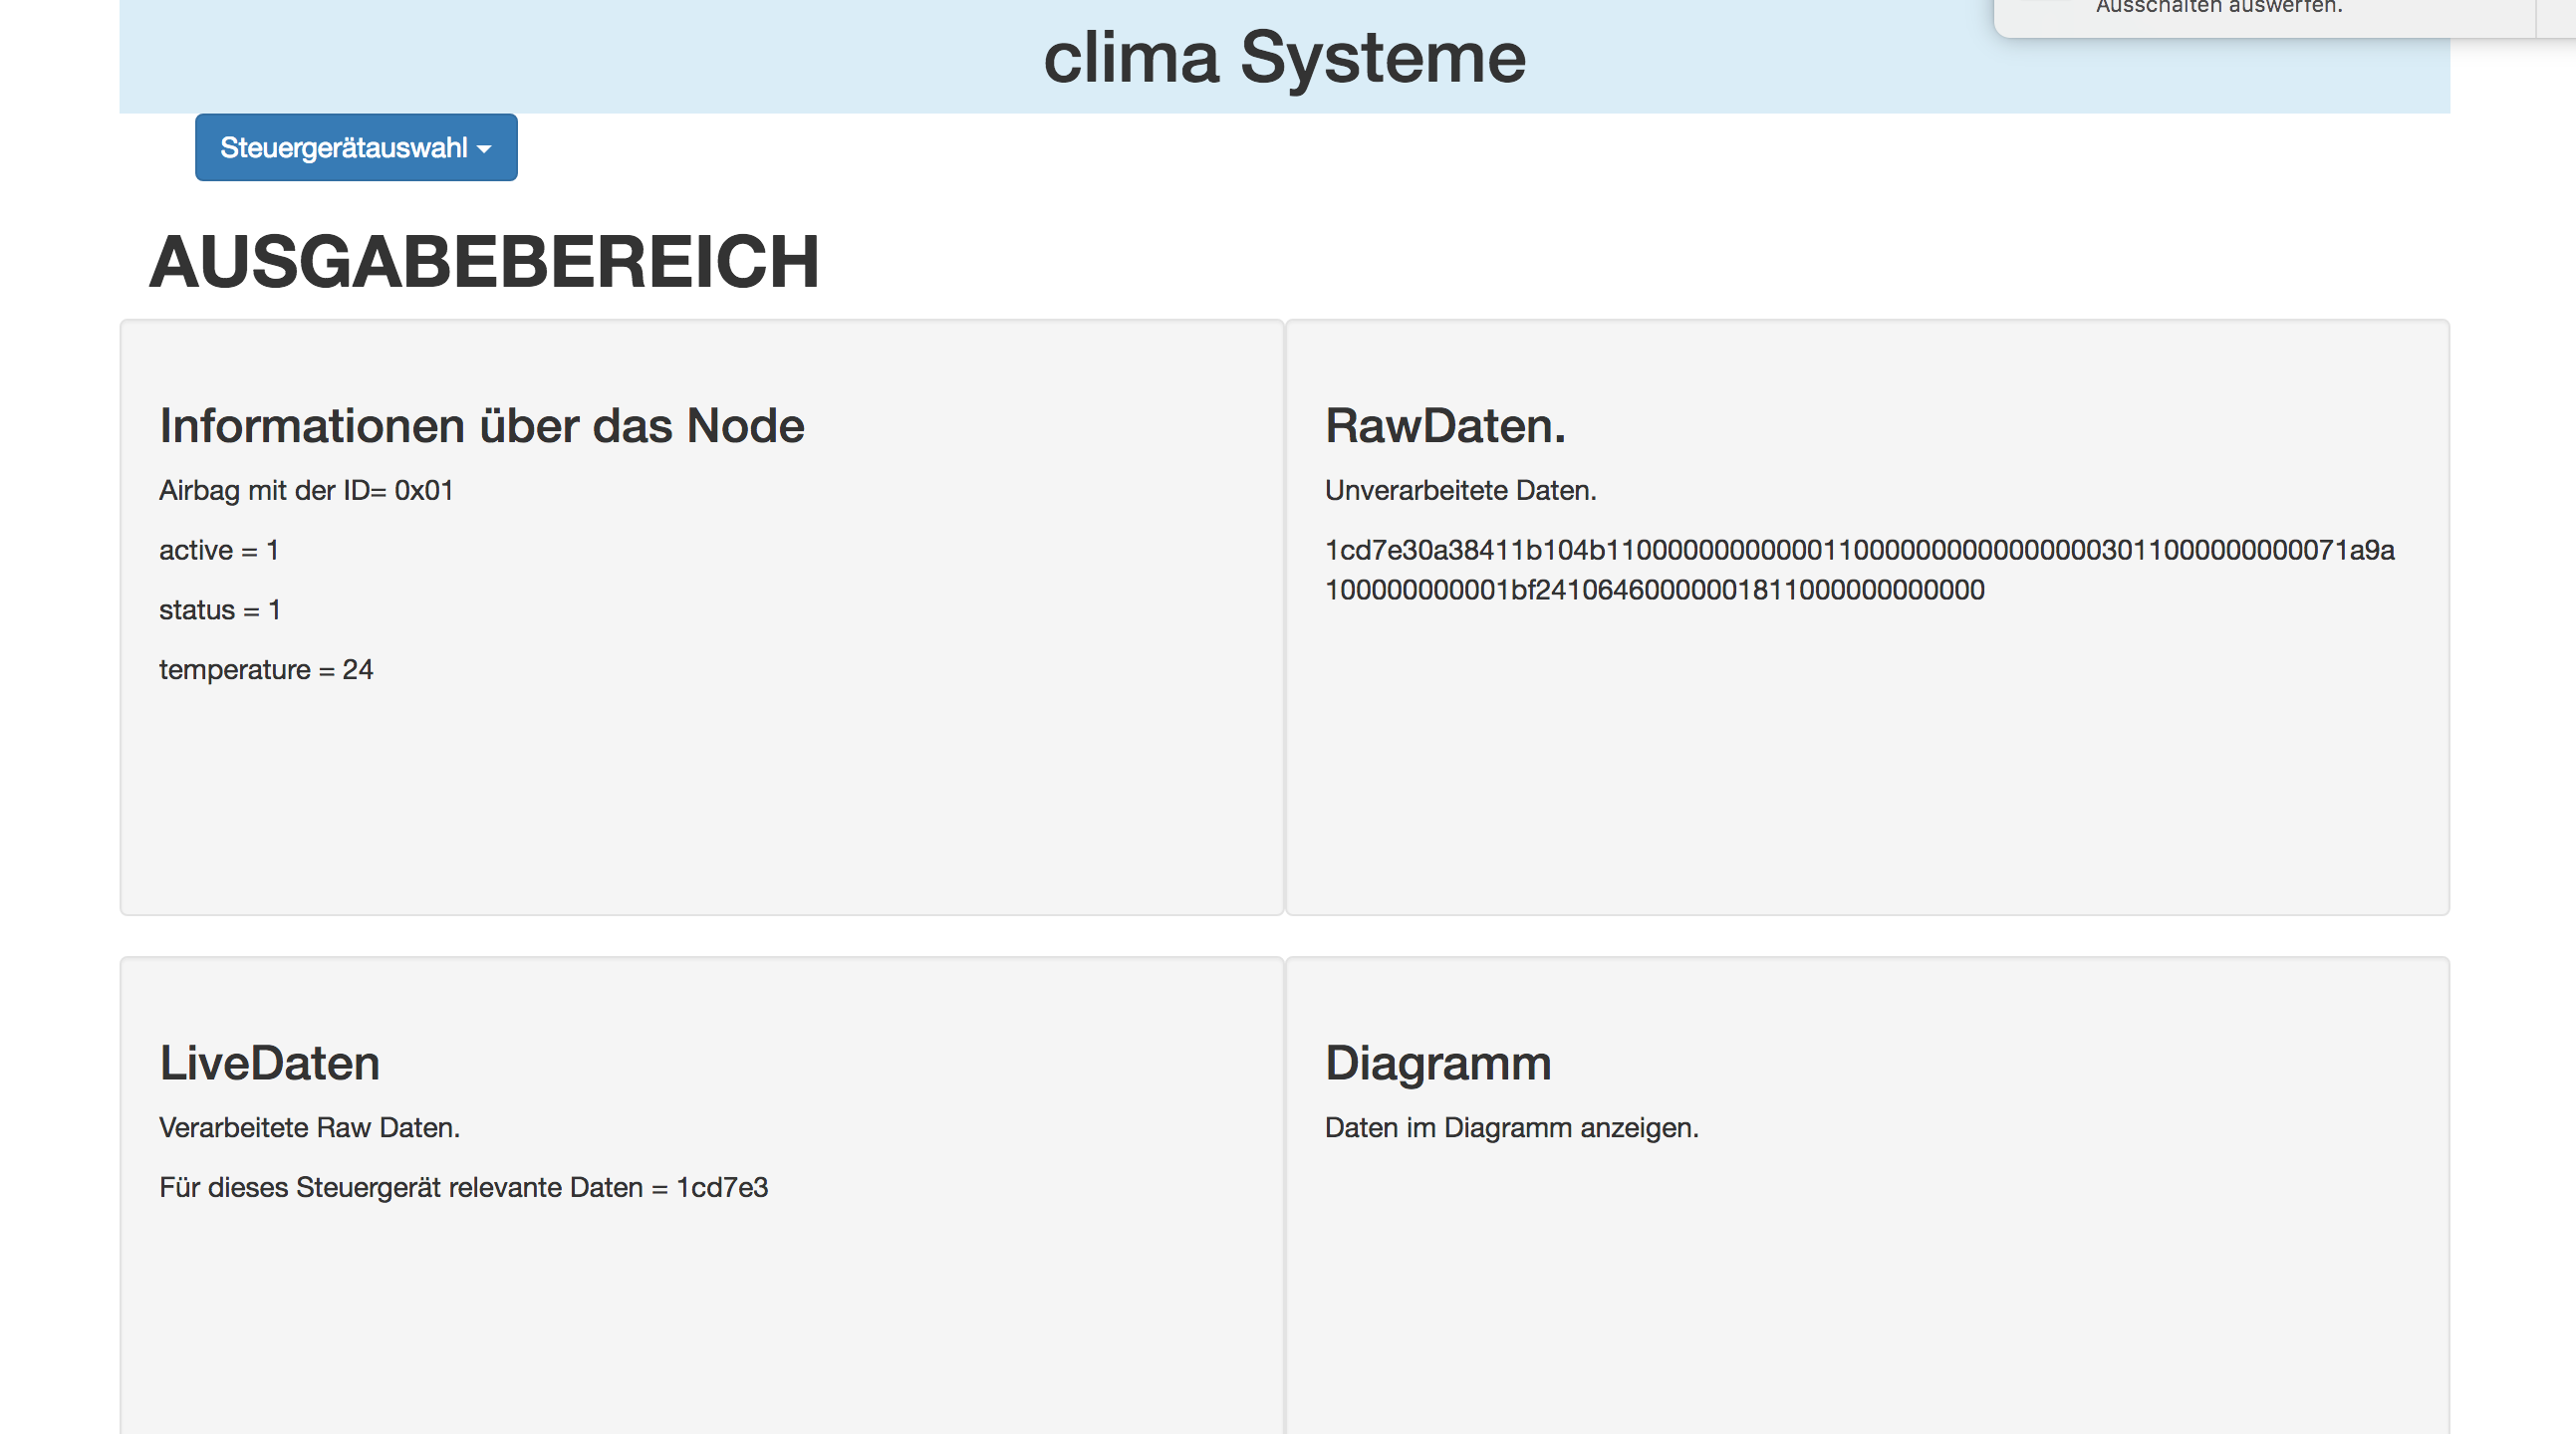 Ausschalten auswerfen.
clima Systeme
Steuergerätauswahl
AUSGABEBEREICH
Informationen über das Node
Airbag mit der ID= 0x01
active = 1
status = 1
temperature = 24
RawDaten.
Unverarbeitete Daten.
1cd7e30a38411b104b11000000000000110000000000000003011000000000071a9a
100000000001bf24106460000001811000000000000
LiveDaten
Verarbeitete Raw Daten.
Für dieses Steuergerät relevante Daten = 1cd7e3
Diagramm
Daten im Diagramm anzeigen.